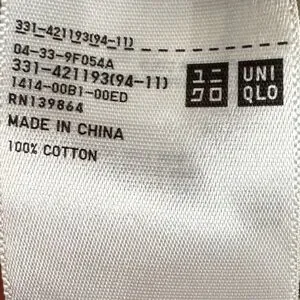 331-421193(94-11)
04-33-9F054A
331-421193(94-11)
1414-00B1-00ED
RN139864
MADE IN CHINA
100% COTTON
ユニ
クロ
UNI
QLO